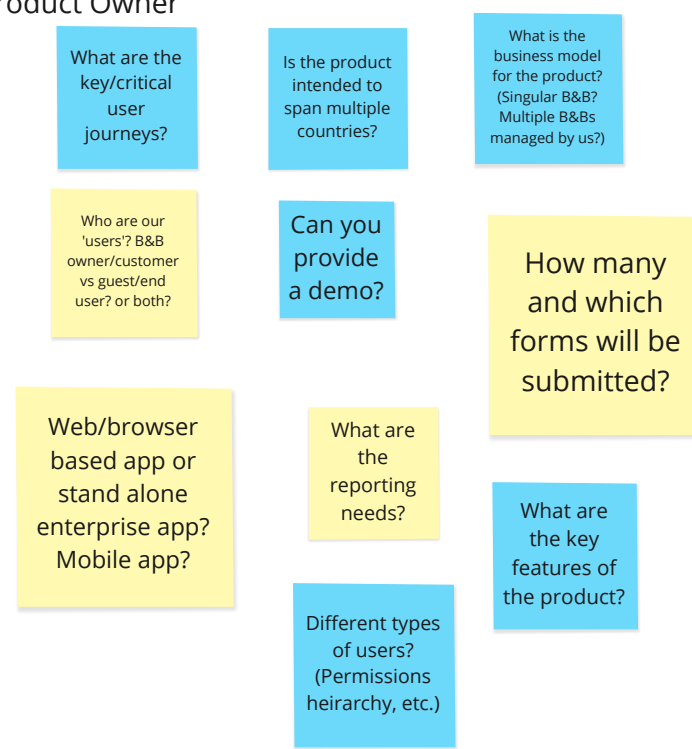 roduct Owner
What are the
key/critical
user
journeys?
Is the product
intended to
span multiple
countries?
What is the
business model
for the product?
(Singular B&B?
Multiple B&Bs
managed by us?)
Who are our
'users'? B&B
owner/customer
vs guest/end
user? or both?
Can you
provide
a demo?
How many
and which
forms will be
submitted?
Web/browser
based app or
stand alone
enterprise app?
Mobile app?
What are
the
reporting
needs?
What are
the key
features of
the product?
Different types
of users?
(Permissions
heirarchy, etc.)